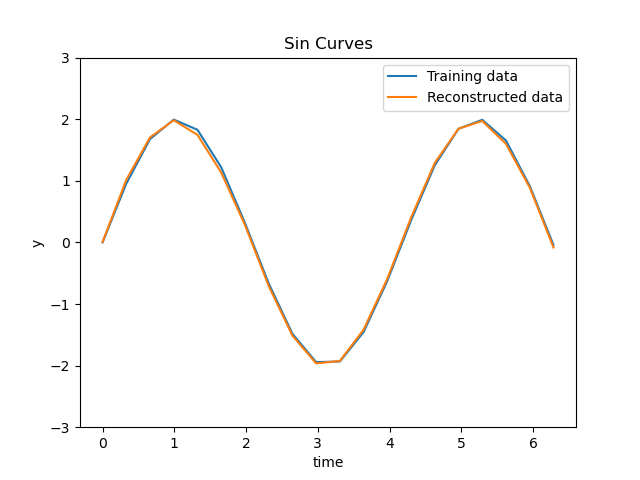 Sin Curves
Training data
Reconstructed data
3
2
1
0
−1
−2
−3
y
0 1 2 3 4 5 6
time